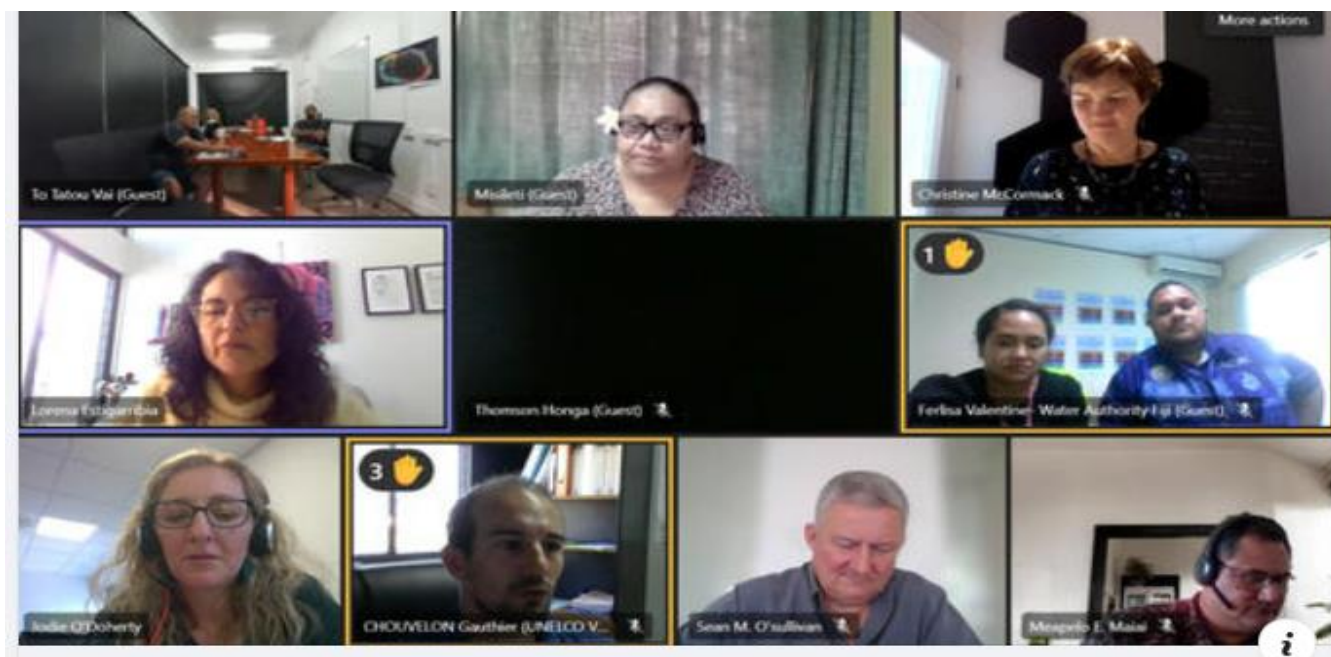 More actions
To Tatou Vai (Guest)
Misileti (Guest)
Christine McCormack
Lorena Estigarribia
Thomson Honga (Guest)
1
Ferlisa Valentine- Water Authority Fiji (Guest)
Jodie O'Doherty
3
CHOUVELON Gauthier (UNELCO V...
Sean M. O'sullivan
Meapelo E. Maiai
i